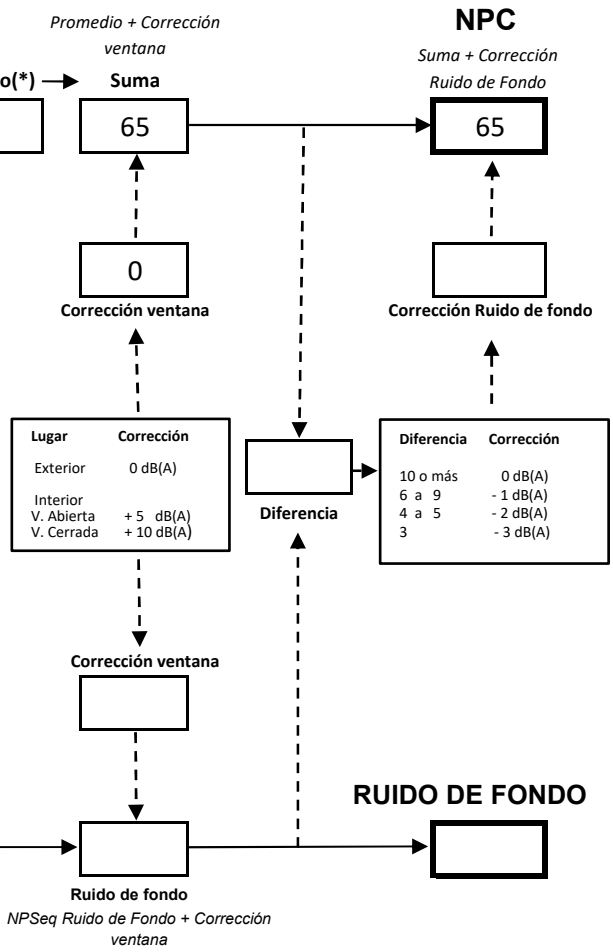 Promedio + Corrección
ventana
o(*)
Suma
65
NPC
Suma + Corrección
Ruido de Fondo
65
0
Corrección ventana
Corrección Ruido de fondo
Lugar Corrección
Exterior 0 dB(A)
Interior
V. Abierta + 5 dB(A)
V. Cerrada + 10 dB(A)
Diferencia
Diferencia Corrección
10 o más 0 dB(A)
6 a 9 - 1 dB(A)
4 a 5 - 2 dB(A)
3 - 3 dB(A)
Corrección ventana
RUIDO DE FONDO
Ruido de fondo
NPSeq Ruido de Fondo + Corrección
ventana